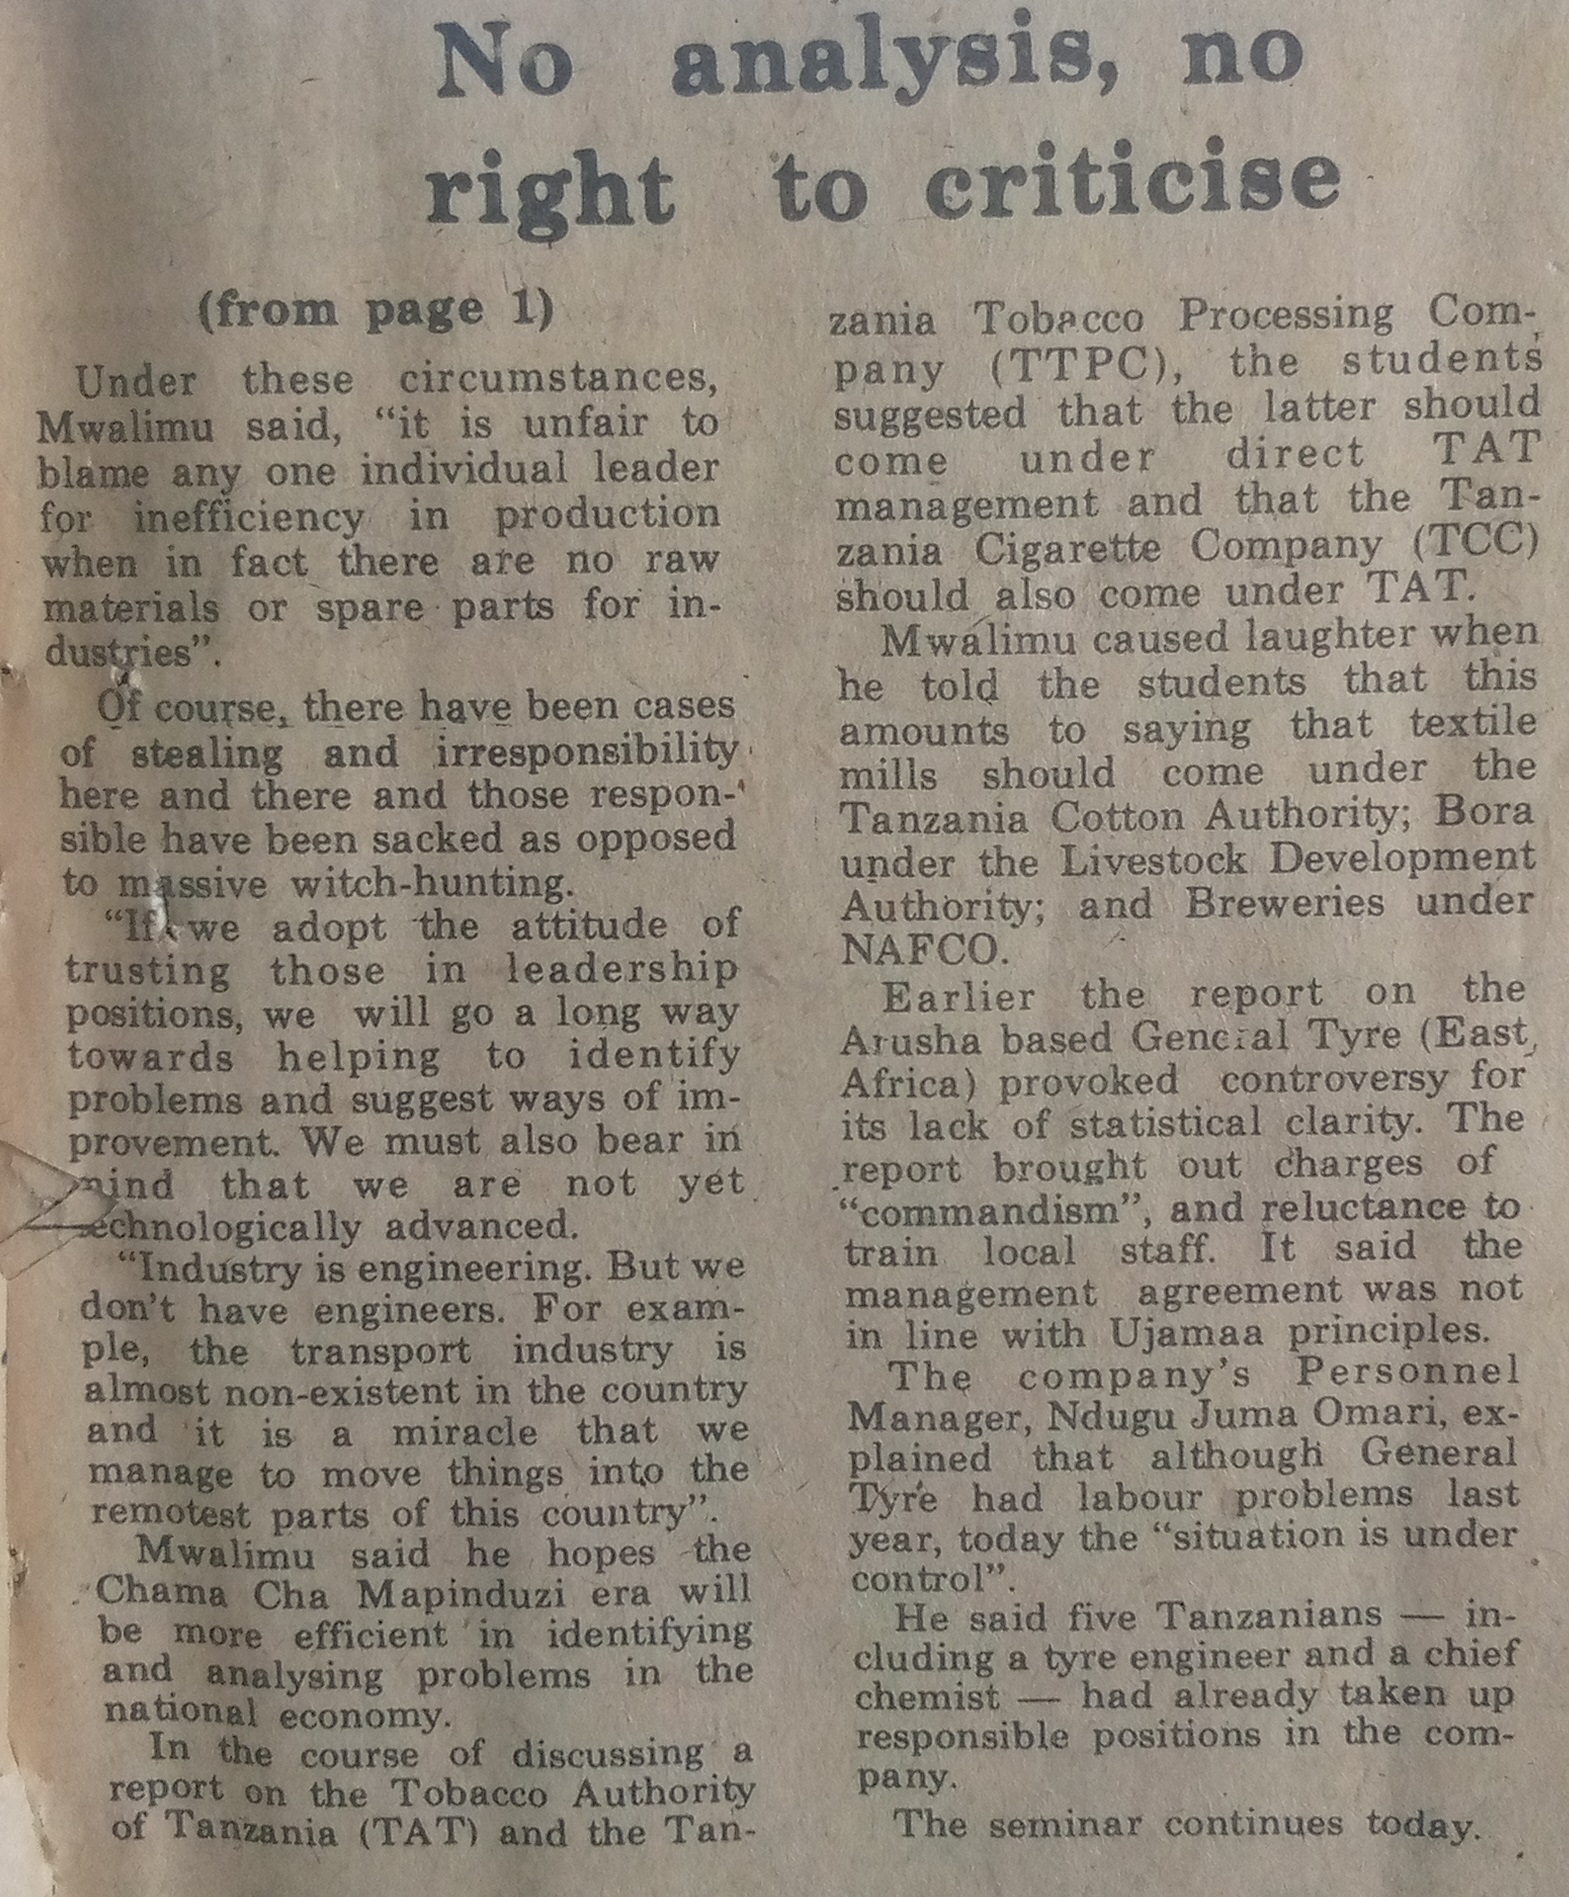 No analysis, no
right to criticise
(from page 1)
Under these circumstances,
Mwalimu said, “it is unfair to
blame any one individual leader
for inefficiency in production
when in fact there are no raw
materials or spare parts for in-
dustries”.
Of course, there have been cases
of stealing and irresponsibility
here and there and those respon-
sible have been sacked as opposed
to massive witch-hunting.
“If we adopt the attitude of
trusting those in leadership
positions, we will go a long way
towards helping to identify
problems and suggest ways of im-
provement. We must also bear in
mind that we are not yet
technologically advanced.
“Industry is engineering. But we
don't have engineers. For exam-
ple, the transport industry is
almost non-existent in the country
and it is a miracle that we
manage to move things into the
remotest parts of this country”.
Mwalimu said he hopes the
Chama Cha Mapinduzi era will
be more efficient in identifying
and analysing problems in the
national economy.
In the course of discussing a
report on the Tobacco Authority
of Tanzania (TAT) and the Tan-
zania Tobacco Processing Com-
pany (TTPC), the students
suggested that the latter should
come under direct TAT
management and that the Tan-
zania Cigarette Company (TCC)
should also come under TAT.
Mwalimu caused laughter when
he told the students that this
amounts to saying that textile
mills should come under the
Tanzania Cotton Authority; Bora
under the Livestock Development
Authority; and Breweries under
NAFCO.
Earlier the report on the
Arusha based General Tyre (East
Africa) provoked controversy for
its lack of statistical clarity. The
report brought out charges of
“commandism”, and reluctance to
train local staff. It said the
management agreement was not
in line with Ujamaa principles.
The company's Personnel
Manager, Ndugu Juma Omari, ex-
plained that although General
Tyre had labour problems last
year, today the “situation is under
control”.
He said five Tanzanians — in-
cluding a tyre engineer and a chief
chemist — had already taken up
responsible positions in the com-
pany.
The seminar continues today.